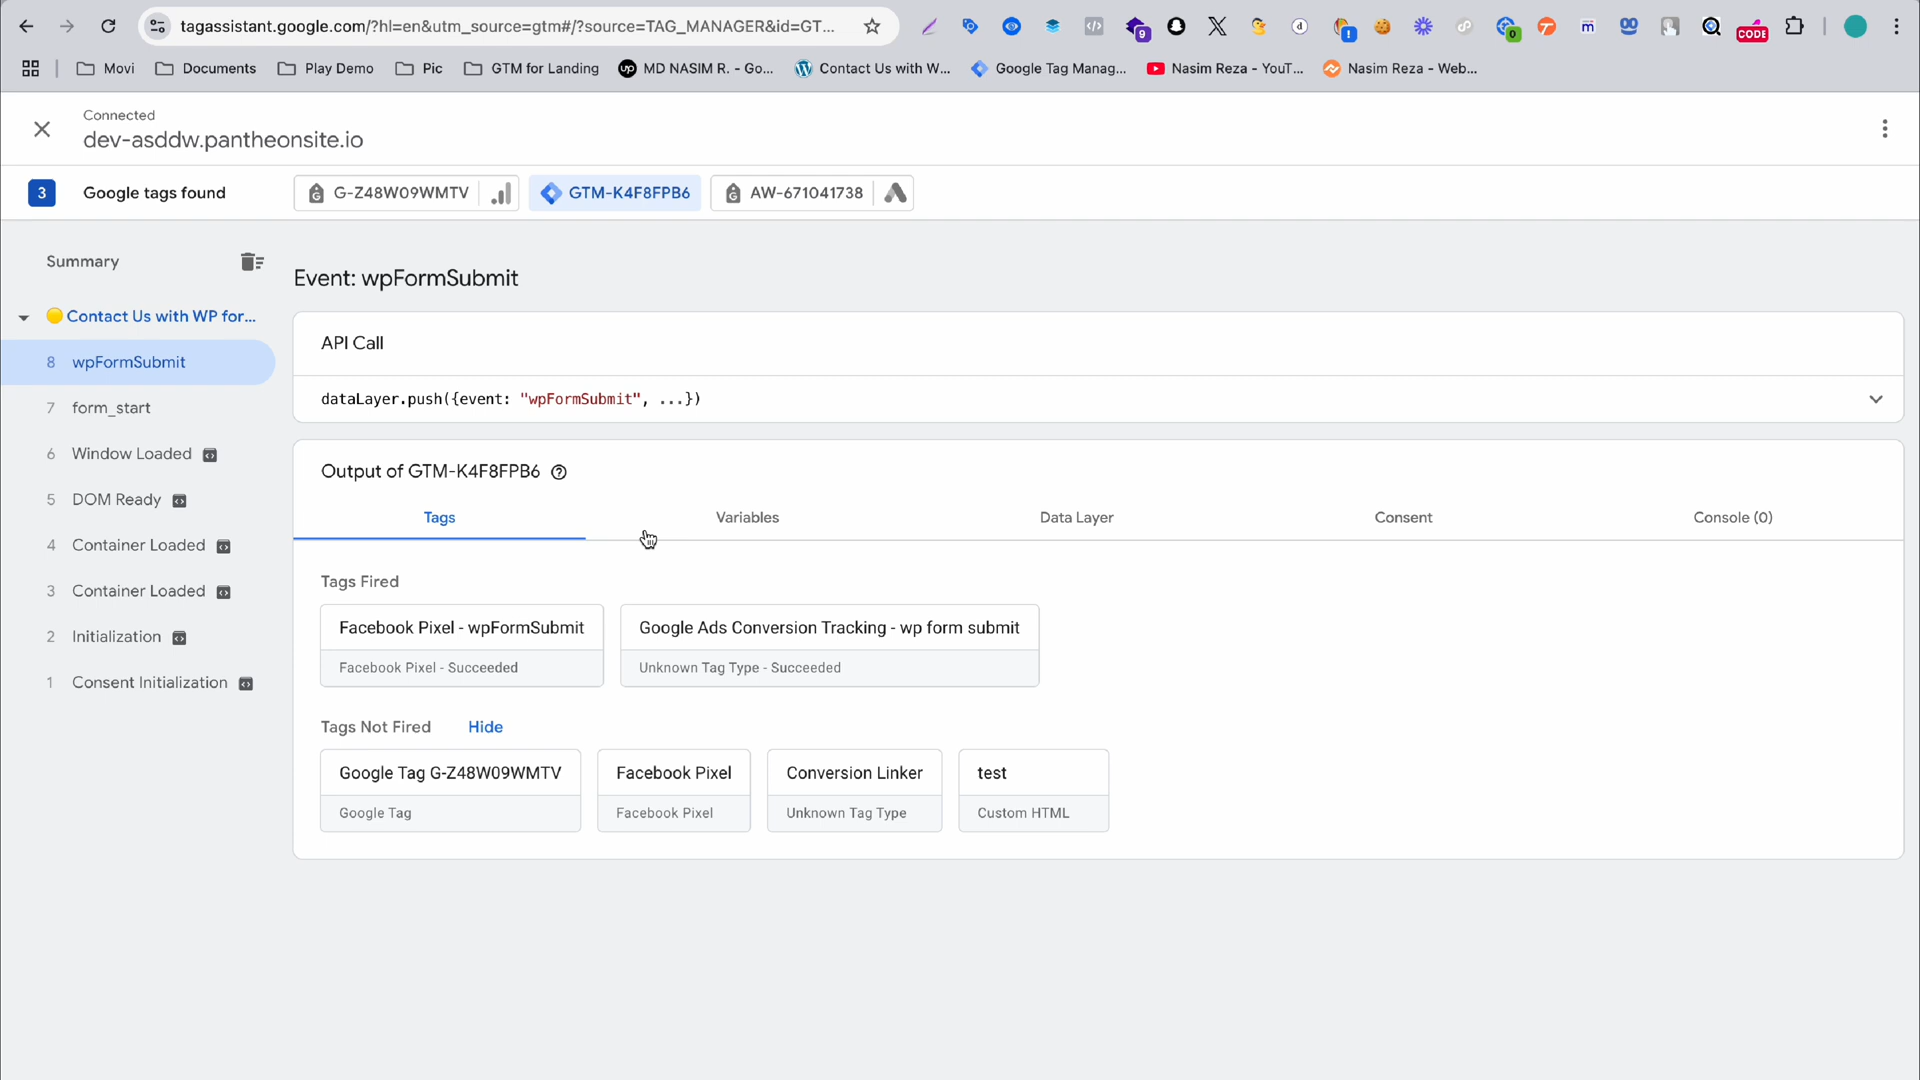 tagassistant.google.com/?hl=en&utm_source=gtm#/?source=TAG_MANAGER&id=GT...
9
d
!
0
m
CODE
Movi
Documents
Play Demo
Pic
GTM for Landing
up MD NASIM R. - Go...
Contact Us with W...
Google Tag Manag...
Nasim Reza - YouT...
Nasim Reza - Web...
Connected
dev-asddw.pantheonsite.io
3 Google tags found
G-Z48W09WMTV
GTM-K4F8FPB6
AW-671041738
Summary
Contact Us with WP for...
8 wpFormSubmit
7 form_start
6 Window Loaded
5 DOM Ready
4 Container Loaded
3 Container Loaded
2 Initialization
1 Consent Initialization
Event: wpFormSubmit
API Call
dataLayer.push({event: "wpFormSubmit", ...})
Output of GTM-K4F8FPB6
Tags
Variables
Data Layer
Consent
Console (0)
Tags Fired
Facebook Pixel - wpFormSubmit
Facebook Pixel - Succeeded
Google Ads Conversion Tracking - wp form submit
Unknown Tag Type - Succeeded
Tags Not Fired Hide
Google Tag G-Z48W09WMTV
Google Tag
Facebook Pixel
Facebook Pixel
Conversion Linker
Unknown Tag Type
test
Custom HTML